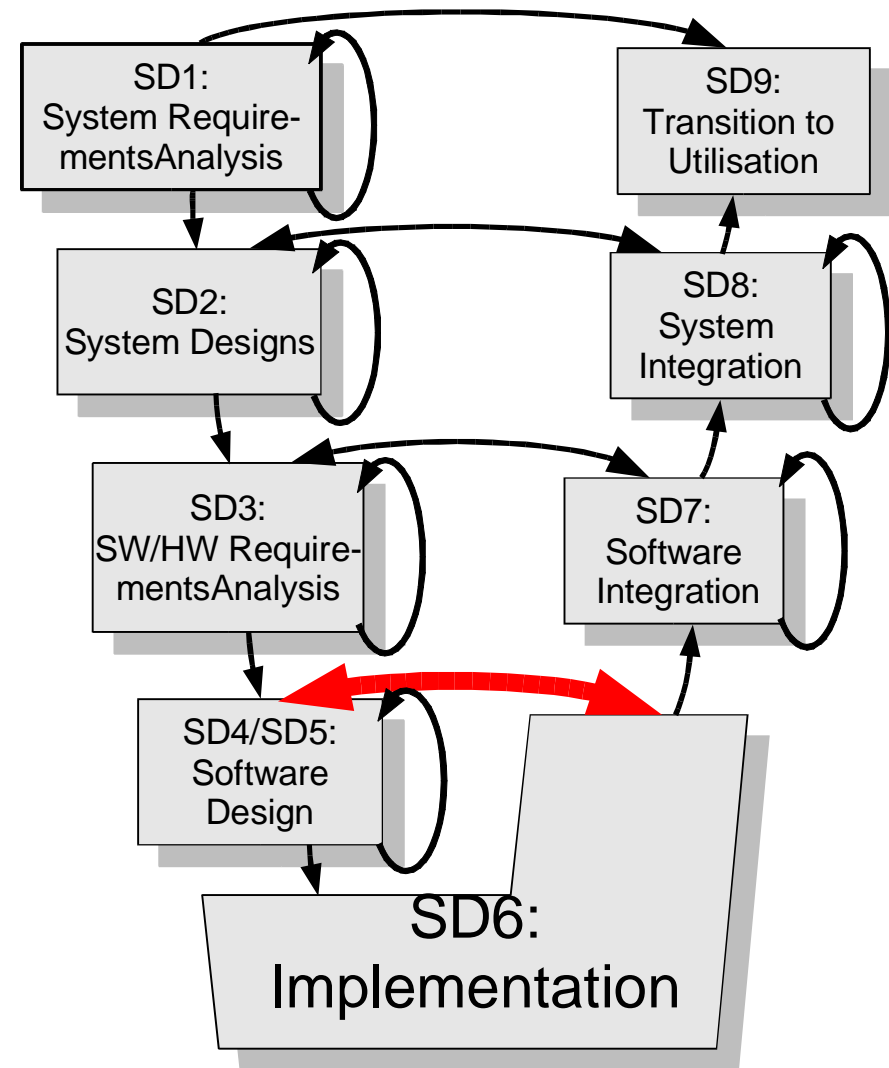 SD1:
System Require-
mentsAnalysis
SD9:
Transition to
Utilisation
SD2:
System Designs
SD8:
System
Integration
SD3:
SW/HW Require-
mentsAnalysis
SD7:
Software
Integration
SD4/SD5:
Software
Design
SD6:
Implementation